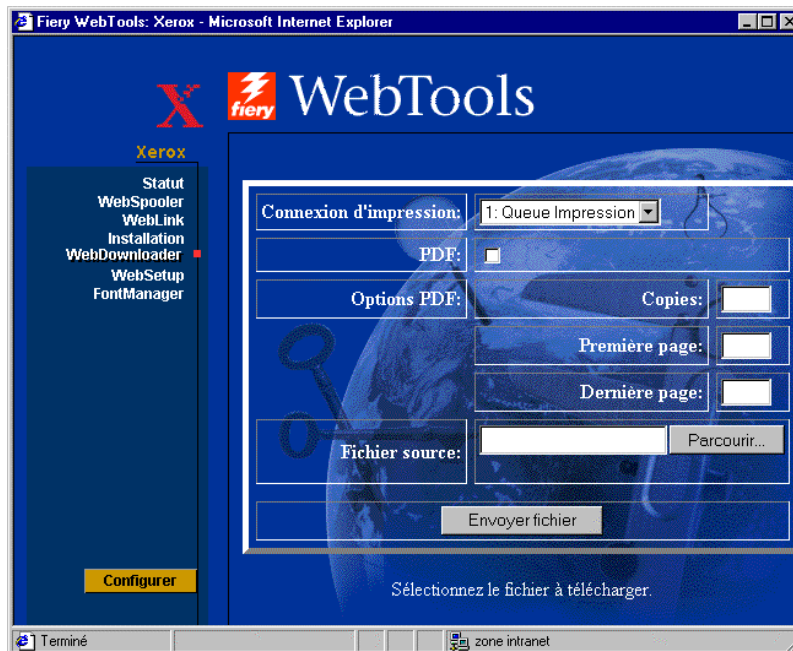 Fiery WebTools: Xerox - Microsoft Internet Explorer
X
fiery
WebTools
Xerox
Statut
WebSpooler
WebLink
Installation
WebDownloader
WebSetup
FontManager
Configurer
Connexion d'impression: 1: Queue Impression
PDF:
Options PDF: Copies:
Première page:
Dernière page:
Fichier source: Parcourir...
Envoyer fichier
Sélectionnez le fichier à télécharger.
Terminé
zone intranet